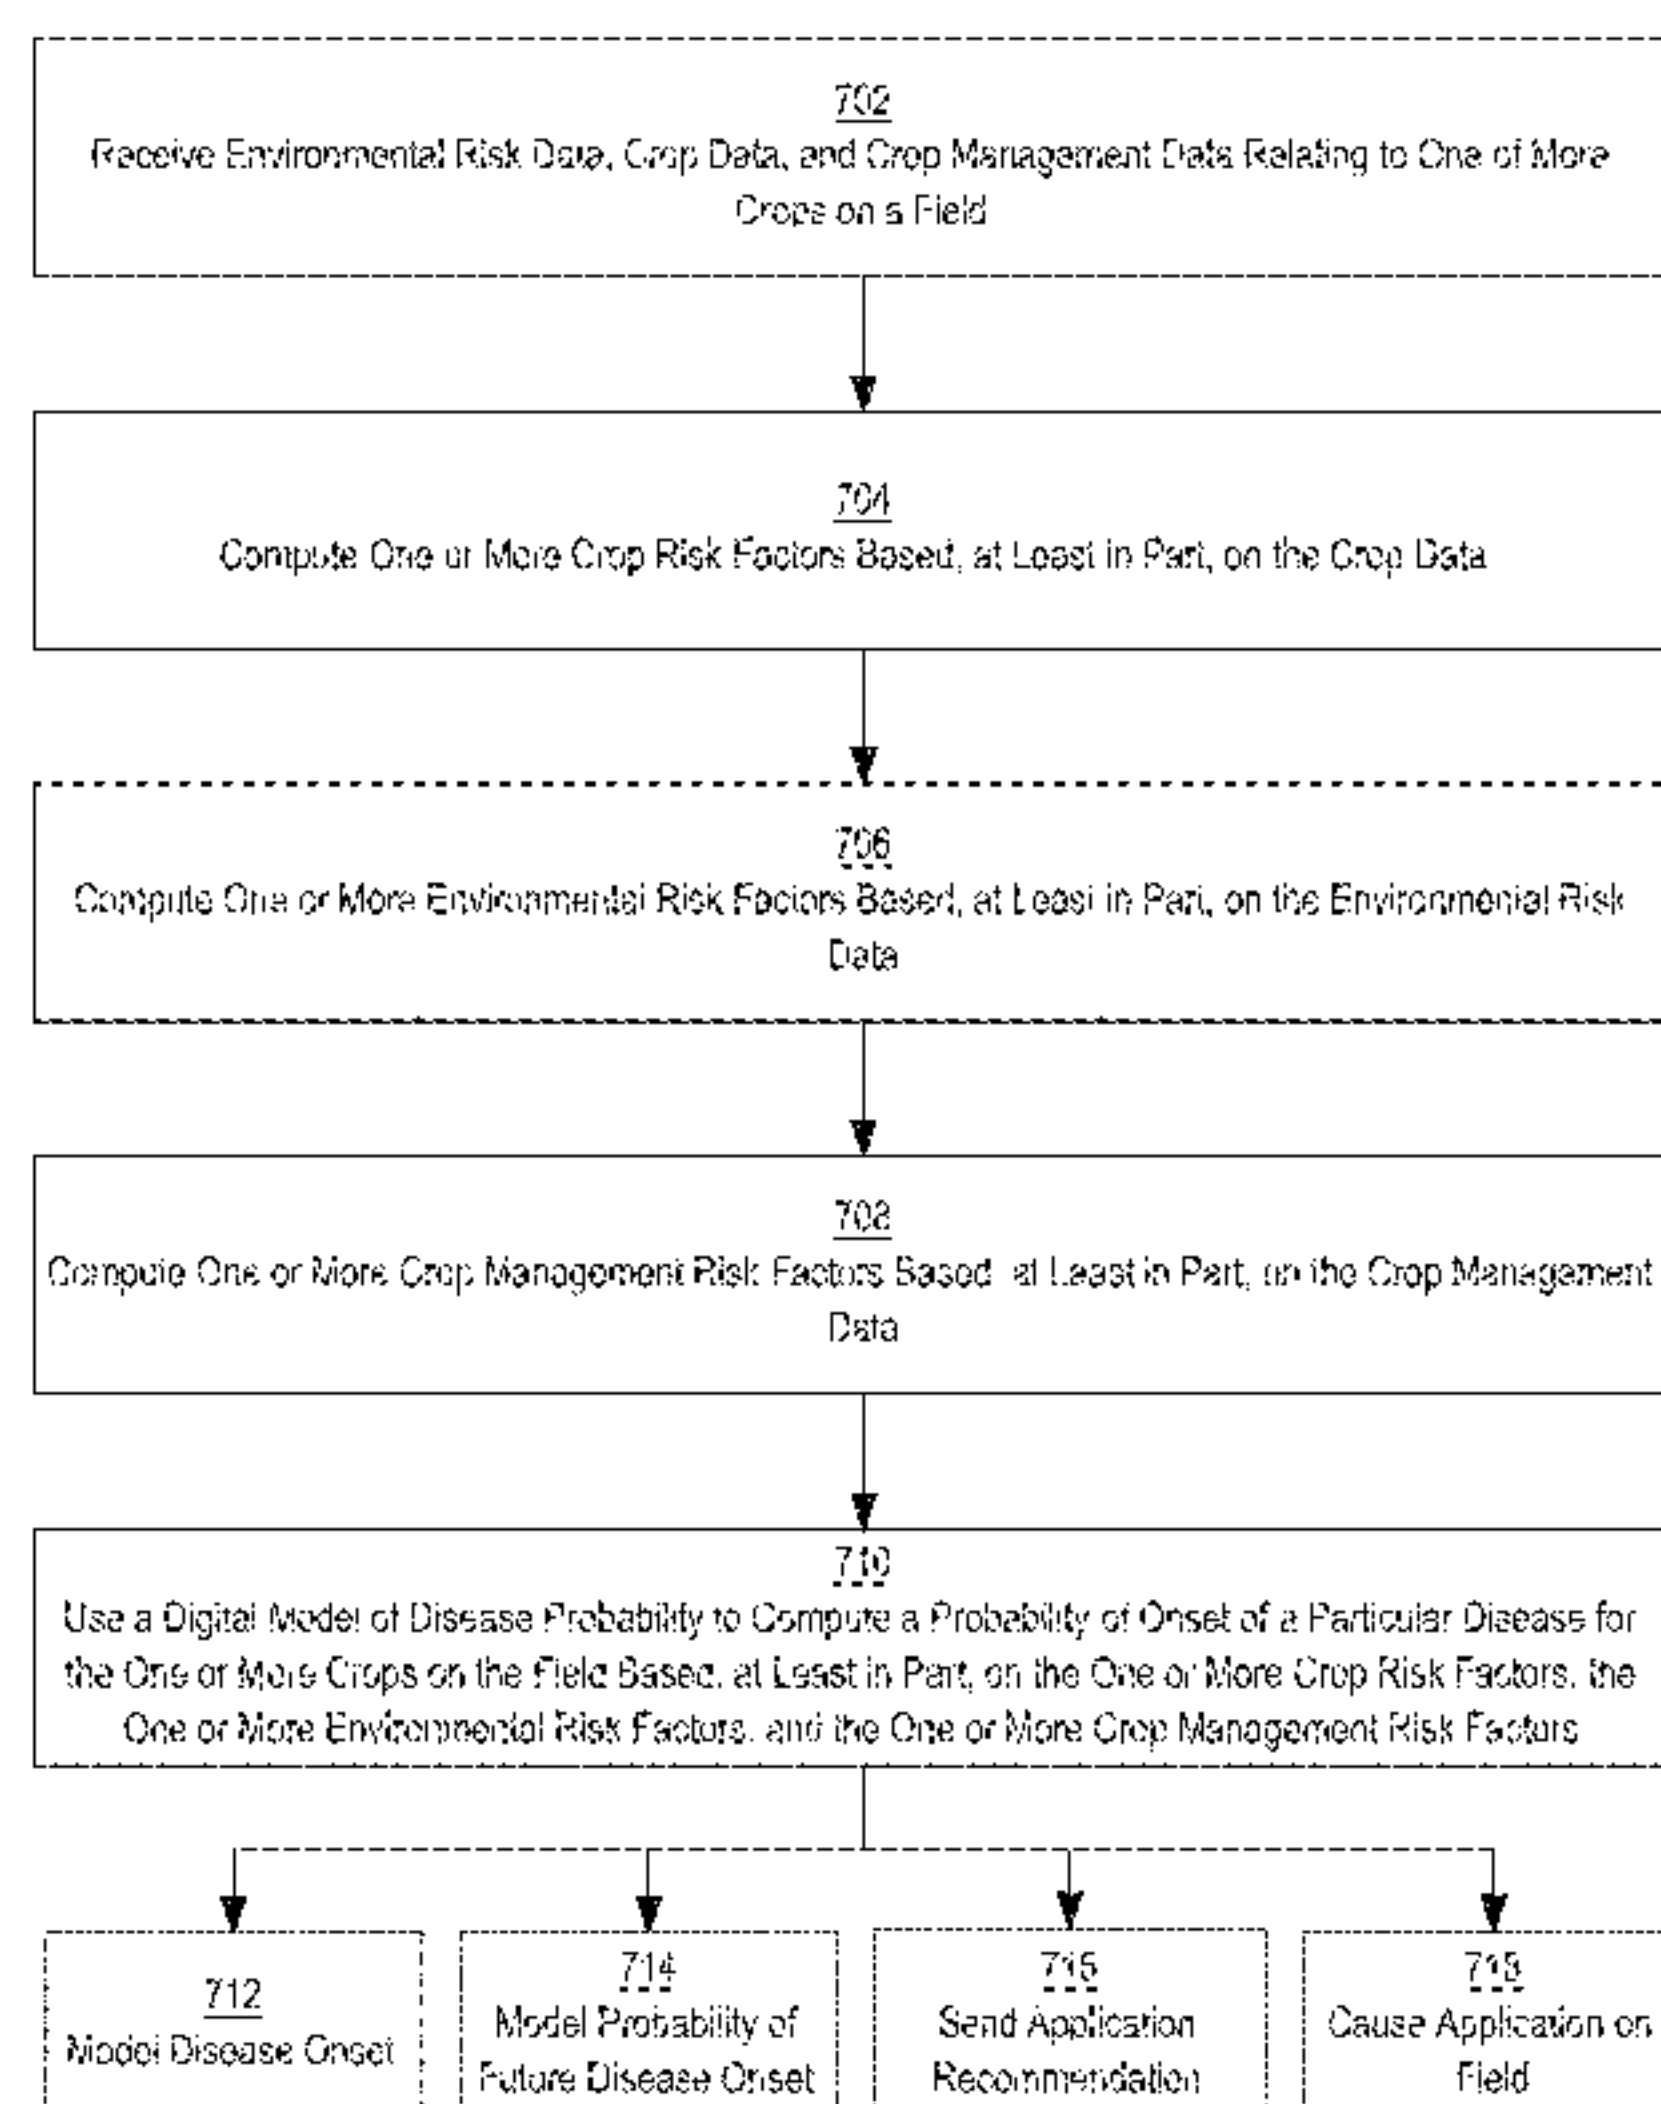 702
Receive Environmental Risk Data, Crop Data, and Crop Management Data Relating to One of More
Crops on a Field
704
Compute One or More Crop Risk Factors Based, at Least in Part, on the Crop Data
706
Compute One or More Environmental Risk Factors Based, at Least in Part, on the Environmental Risk
Data
708
Compute One or More Crop Management Risk Factors Based, at Least in Part, on the Crop Management
Data
710
Use a Digital Model of Disease Probability to Compute a Probability of Onset of a Particular Disease for
the One or More Crops on the Field Based, at Least in Part, on the One or More Crop Risk Factors, the
One or More Environmental Risk Factors, and the One or More Crop Management Risk Factors
712
Model Disease Onset
714
Model Probability of
Future Disease Onset
716
Send Application
Recommendation
718
Cause Application on
Field